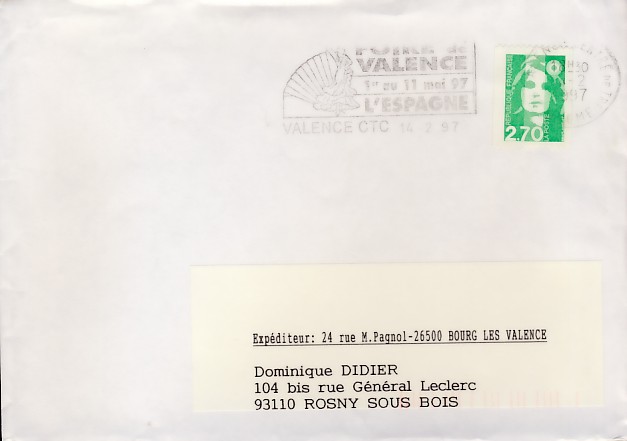 FOIRE de
VALENCE
1er au 11 mai 97
L'ESPAGNE
VALENCE CTC 14 2 97
RÉPUBLIQUE FRANÇAISE
2,70
LA POSTE
Expéditeur: 24 rue M.Pagnol-26500 BOURG LES VALENCE
Dominique DIDIER
104 bis rue Général Leclerc
93110 ROSNY SOUS BOIS